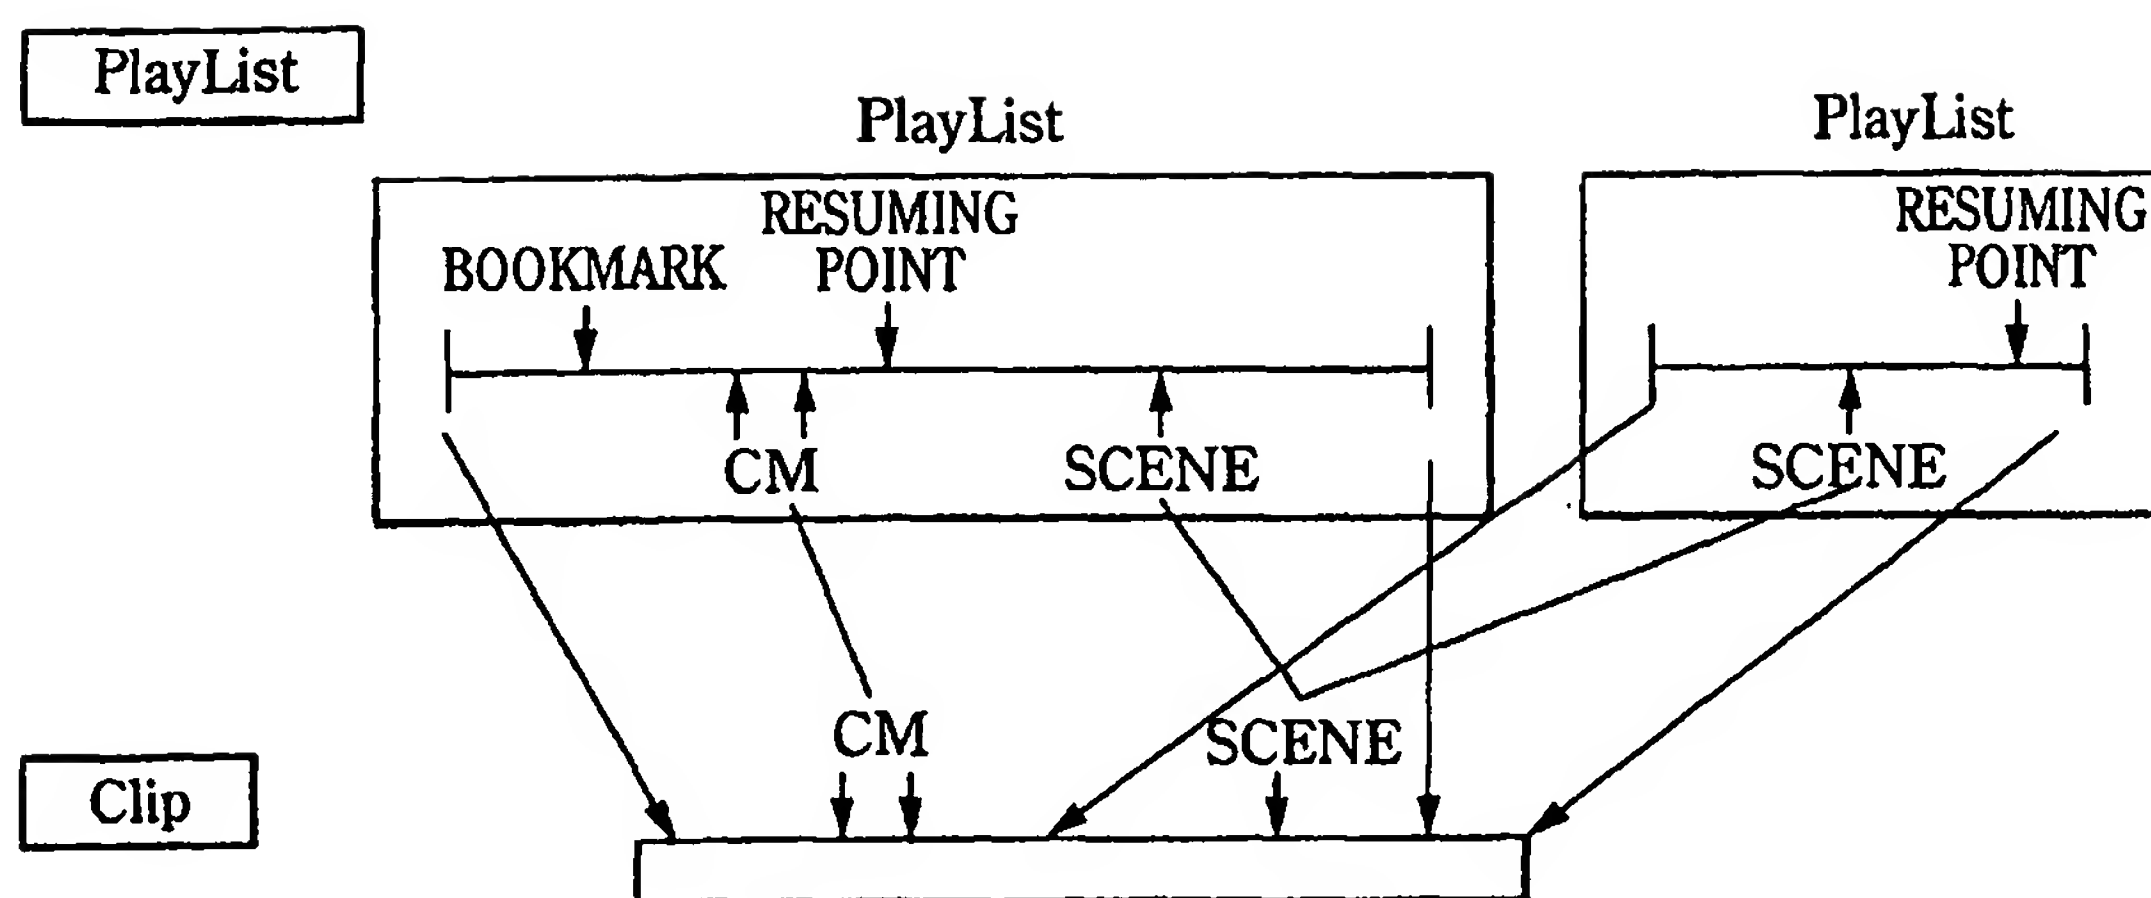 PlayList
PlayList
PlayList
RESUMING
POINT
BOOKMARK
RESUMING
POINT
CM
SCENE
SCENE
CM
SCENE
Clip